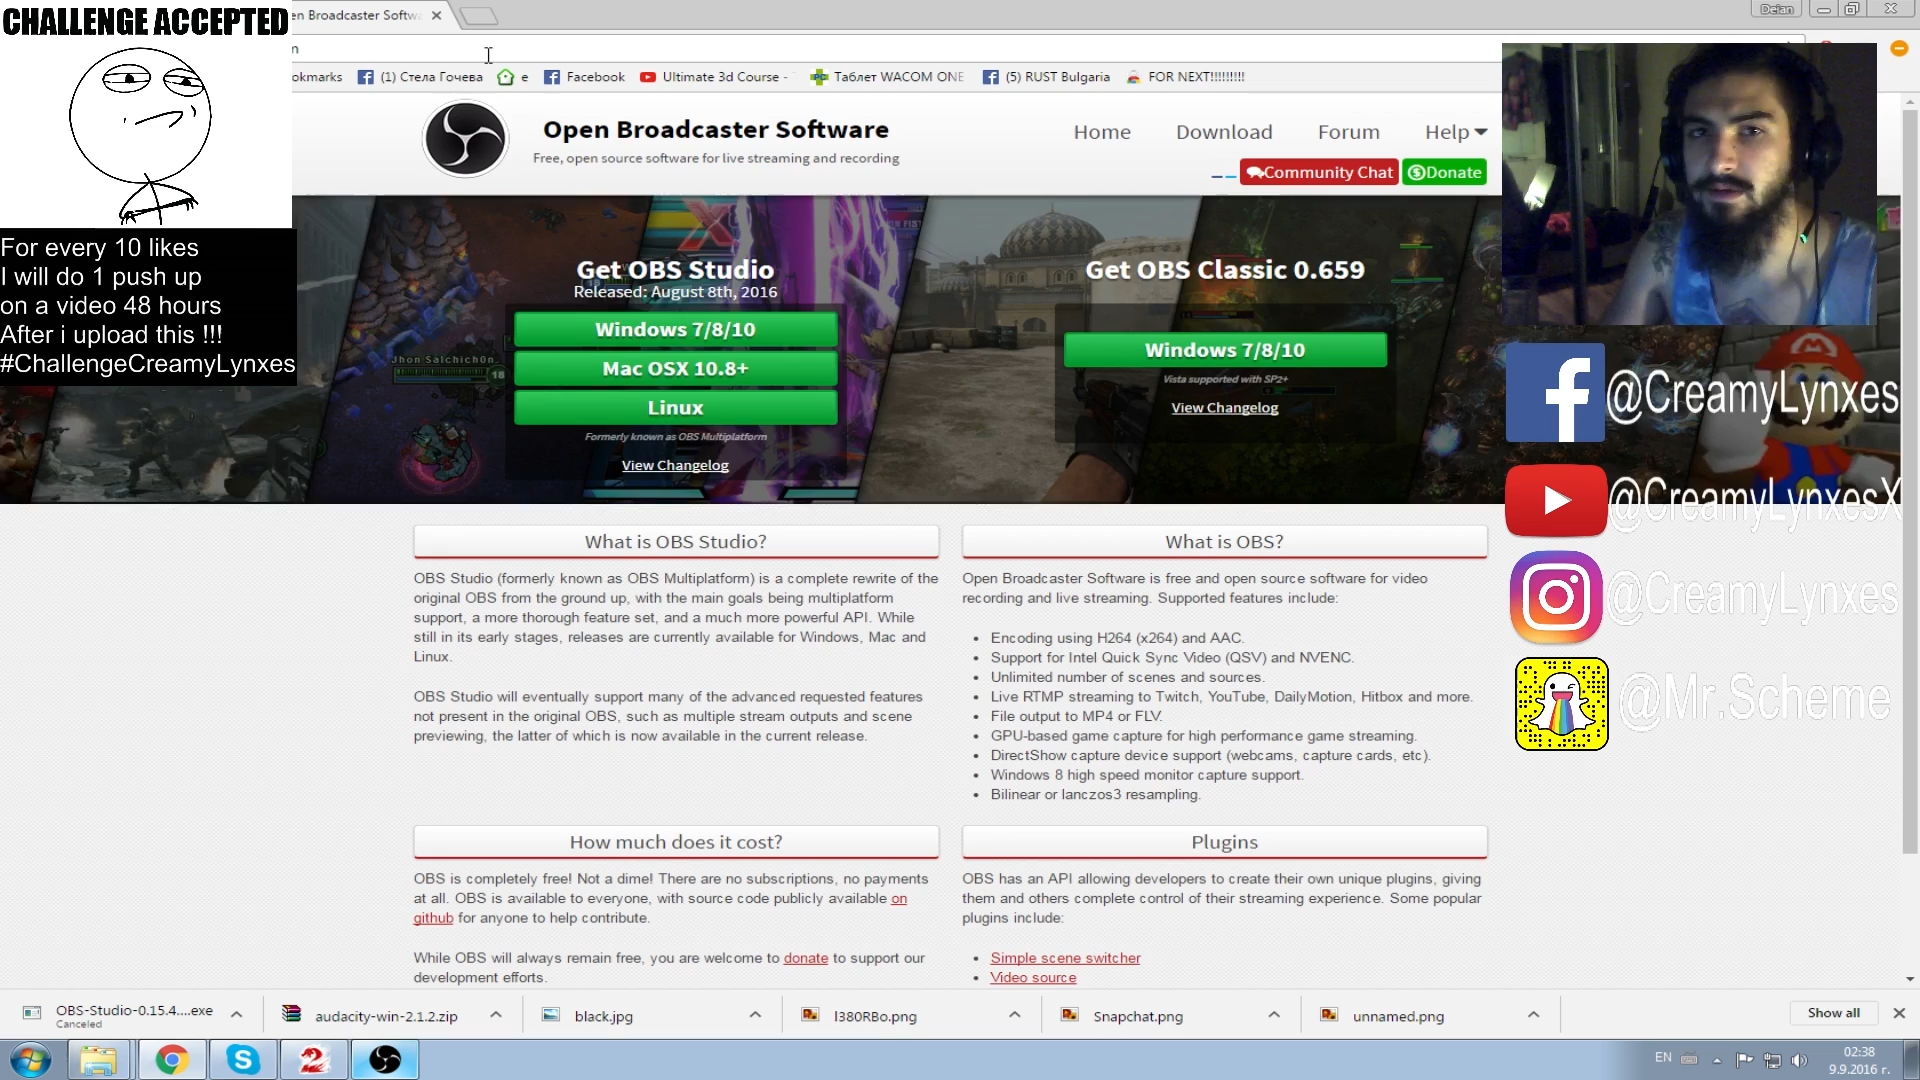 CHALLENGE ACCEPTED
For every 10 likes
I will do 1 push up
on a video 48 hours
After i upload this !!!
#ChallengeCreamyLynxes
en Broadcaster Softwa
Deian
m
okmarks
(1) Стела Гочева
e
Facebook
Ultimate 3d Course -
Таблет WACOM ONE
(5) RUST Bulgaria
FOR NEXT!!!!!!!!!
Open Broadcaster Software
Free, open source software for live streaming and recording
Home Download Forum Help
Community Chat
Donate
Get OBS Studio
Released: August 8th, 2016
Windows 7/8/10
Mac OSX 10.8+
Linux
Formerly known as OBS Multiplatform
View Changelog
Jhon Salchich0n
18
Get OBS Classic 0.659
Windows 7/8/10
Vista supported with SP2+
View Changelog
@CreamyLynxes
@CreamyLynxesX
@CreamyLynxes
@Mr.Scheme
What is OBS Studio?
OBS Studio (formerly known as OBS Multiplatform) is a complete rewrite of the
original OBS from the ground up, with the main goals being multiplatform
support, a more thorough feature set, and a much more powerful API. While
still in its early stages, releases are currently available for Windows, Mac and
Linux.
OBS Studio will eventually support many of the advanced requested features
not present in the original OBS, such as multiple stream outputs and scene
previewing, the latter of which is now available in the current release.
What is OBS?
Open Broadcaster Software is free and open source software for video
recording and live streaming. Supported features include:
• Encoding using H264 (x264) and AAC.
• Support for Intel Quick Sync Video (QSV) and NVENC.
• Unlimited number of scenes and sources.
• Live RTMP streaming to Twitch, YouTube, DailyMotion, Hitbox and more.
• File output to MP4 or FLV.
• GPU-based game capture for high performance game streaming.
• DirectShow capture device support (webcams, capture cards, etc).
• Windows 8 high speed monitor capture support.
• Bilinear or lanczos3 resampling.
How much does it cost?
OBS is completely free! Not a dime! There are no subscriptions, no payments
at all. OBS is available to everyone, with source code publicly available on
github for anyone to help contribute.
While OBS will always remain free, you are welcome to donate to support our
development efforts.
Plugins
OBS has an API allowing developers to create their own unique plugins, giving
them and others complete control of their streaming experience. Some popular
plugins include:
• Simple scene switcher
• Video source
OBS-Studio-0.15.4....exe
Canceled
audacity-win-2.1.2.zip
black.jpg
l380RBo.png
Snapchat.png
unnamed.png
Show all
EN
02:38
9.9.2016 г.